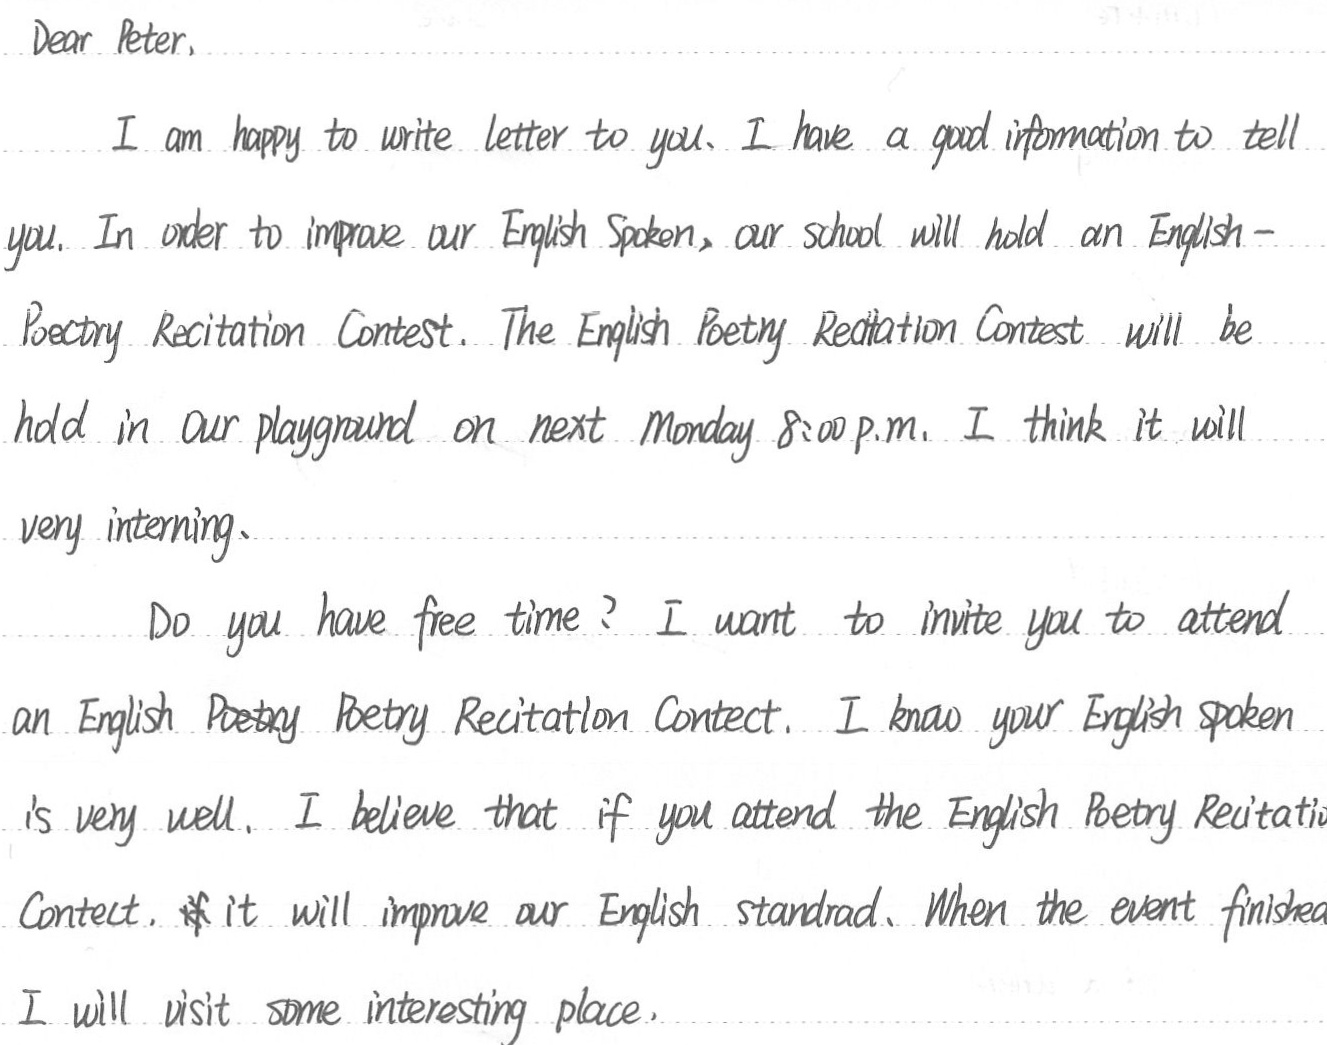 Dear Peter,
I am happy to write letter to you. I have a good information to tell
you. In order to improve our English Spoken, our school will hold an English-
Poectry Recitation Contest. The English Poetry Recitation Contest will be
hold in our playground on next Monday 8:00 p.m. I think it will
very interning.
Do you have free time? I want to invite you to attend
an English Poetry Poetry Recitation Contect. I know your English spoken
is very well. I believe that if you attend the English Poetry Recitatio
Contect. if it will improve our English standrad. When the event finished
I will visit some interesting place.